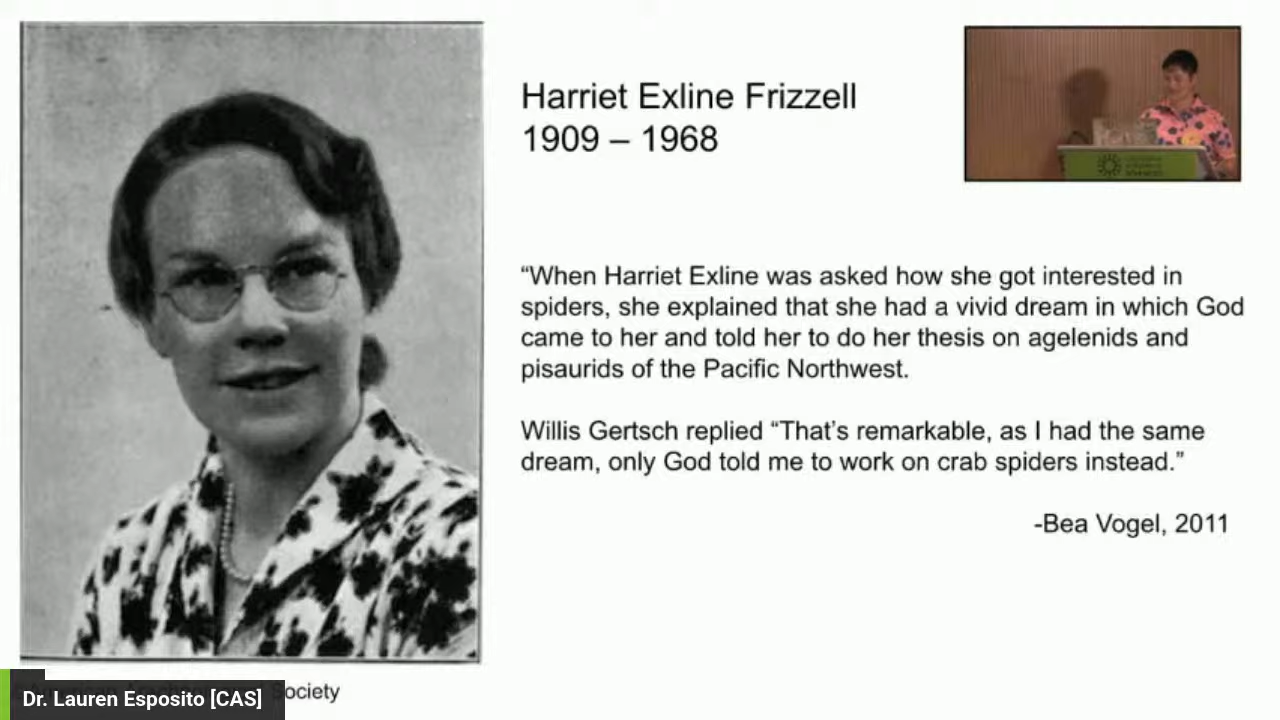 Harriet Exline Frizzell
1909 – 1968
“When Harriet Exline was asked how she got interested in
spiders, she explained that she had a vivid dream in which God
came to her and told her to do her thesis on agelenids and
pisaurids of the Pacific Northwest.
Willis Gertsch replied “That’s remarkable, as I had the same
dream, only God told me to work on crab spiders instead.”
-Bea Vogel, 2011
Society
Dr. Lauren Esposito [CAS]